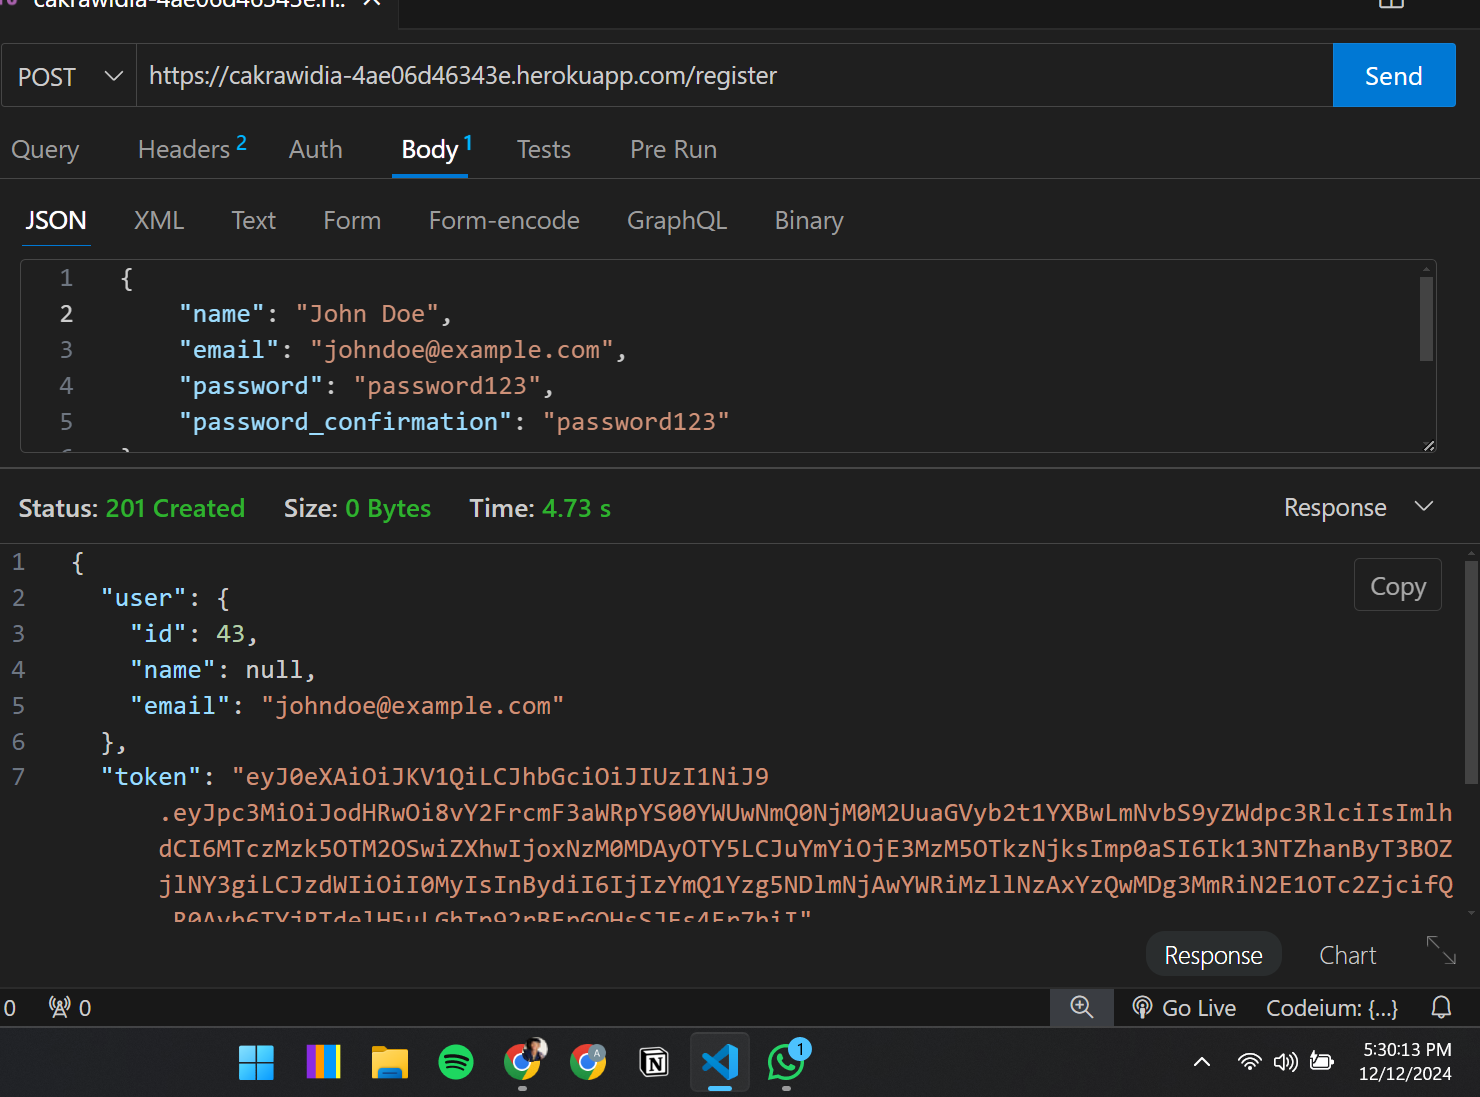 POST https://cakrawidia-4ae06d46343e.herokuapp.com/register Send
Query Headers 2 Auth Body 1 Tests Pre Run
JSON XML Text Form Form-encode GraphQL Binary
1 {
2 "name": "John Doe",
3 "email": "johndoe@example.com",
4 "password": "password123",
5 "password_confirmation": "password123"
Status: 201 Created Size: 0 Bytes Time: 4.73 s Response
1 {
Copy
2 "user": {
3 "id": 43,
4 "name": null,
5 "email": "johndoe@example.com"
6 },
7 "token": "eyJ0eXAiOiJKV1QiLCJhbGciOiJIUzI1NiJ9
.eyJpc3MiOiJodHRwOi8vY2FrcmF3aWRpYS00YWUwNmQ0NjM0M2UuaGVyb2t1YXBwLmNvbS9yZWdpc3RlciIsImlh
dCI6MTczMzk5OTM2OSwiZXhwIjoxNzM0MDAyOTY5LCJuYmYiOjE3MzM5OTkzNjksImp0aSI6Ik13NTZhanByT3BOZ
jlNY3giLCJzdWIiOiI0MyIsInBydiI6IjIzYmQ1Yzg5NDlmNjAwYWRiMzllNzAxYzQwMDg3MmRiN2E1OTc2ZjcifQ
Response Chart
0 0 Go Live Codeium: {...}
A
1
5:30:13 PM
12/12/2024